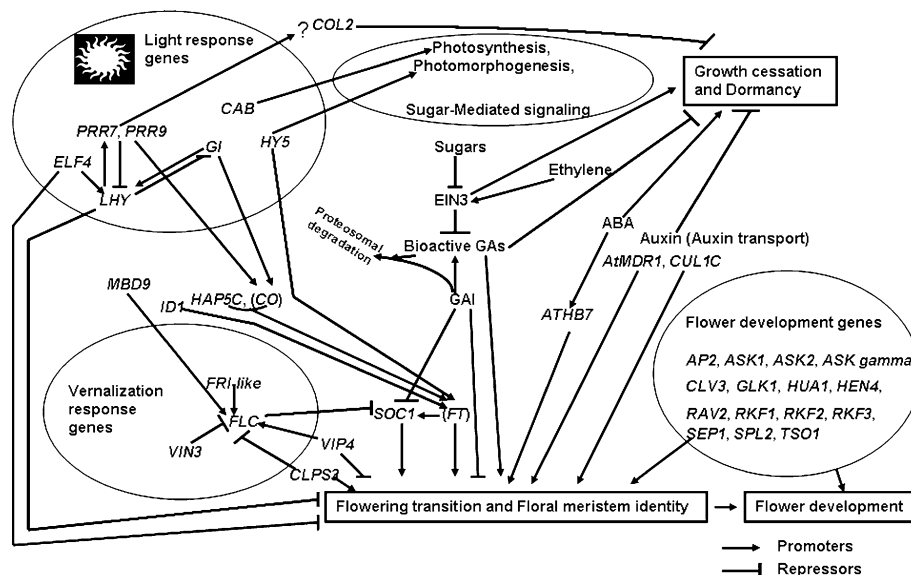 Light response
genes
? COL2
Photosynthesis,
Photomorphogenesis,
Sugar-Mediated signaling
Growth cessation
and Dormancy
CAB
PRR7, PRR9
GI
HY5
ELF4
LHY
Sugars
Ethylene
EIN3
Proteosomal
degradation
Bioactive GAs
ABA
Auxin (Auxin transport)
AtMDR1, CUL1C
MBD9
ID1
HAP5C, (CO)
GAI
ATHB7
Flower development genes
AP2, ASK1, ASK2, ASK gamma
CLV3, GLK1, HUA1, HEN4,
RAV2, RKF1, RKF2, RKF3,
SEP1, SPL2, TSO1
Vernalization
response
genes
FRI-like
FLC
SOC1
(FT)
VIN3
VIP4
CLPS3
Flowering transition and Floral meristem identity
Flower development
Promoters
Repressors